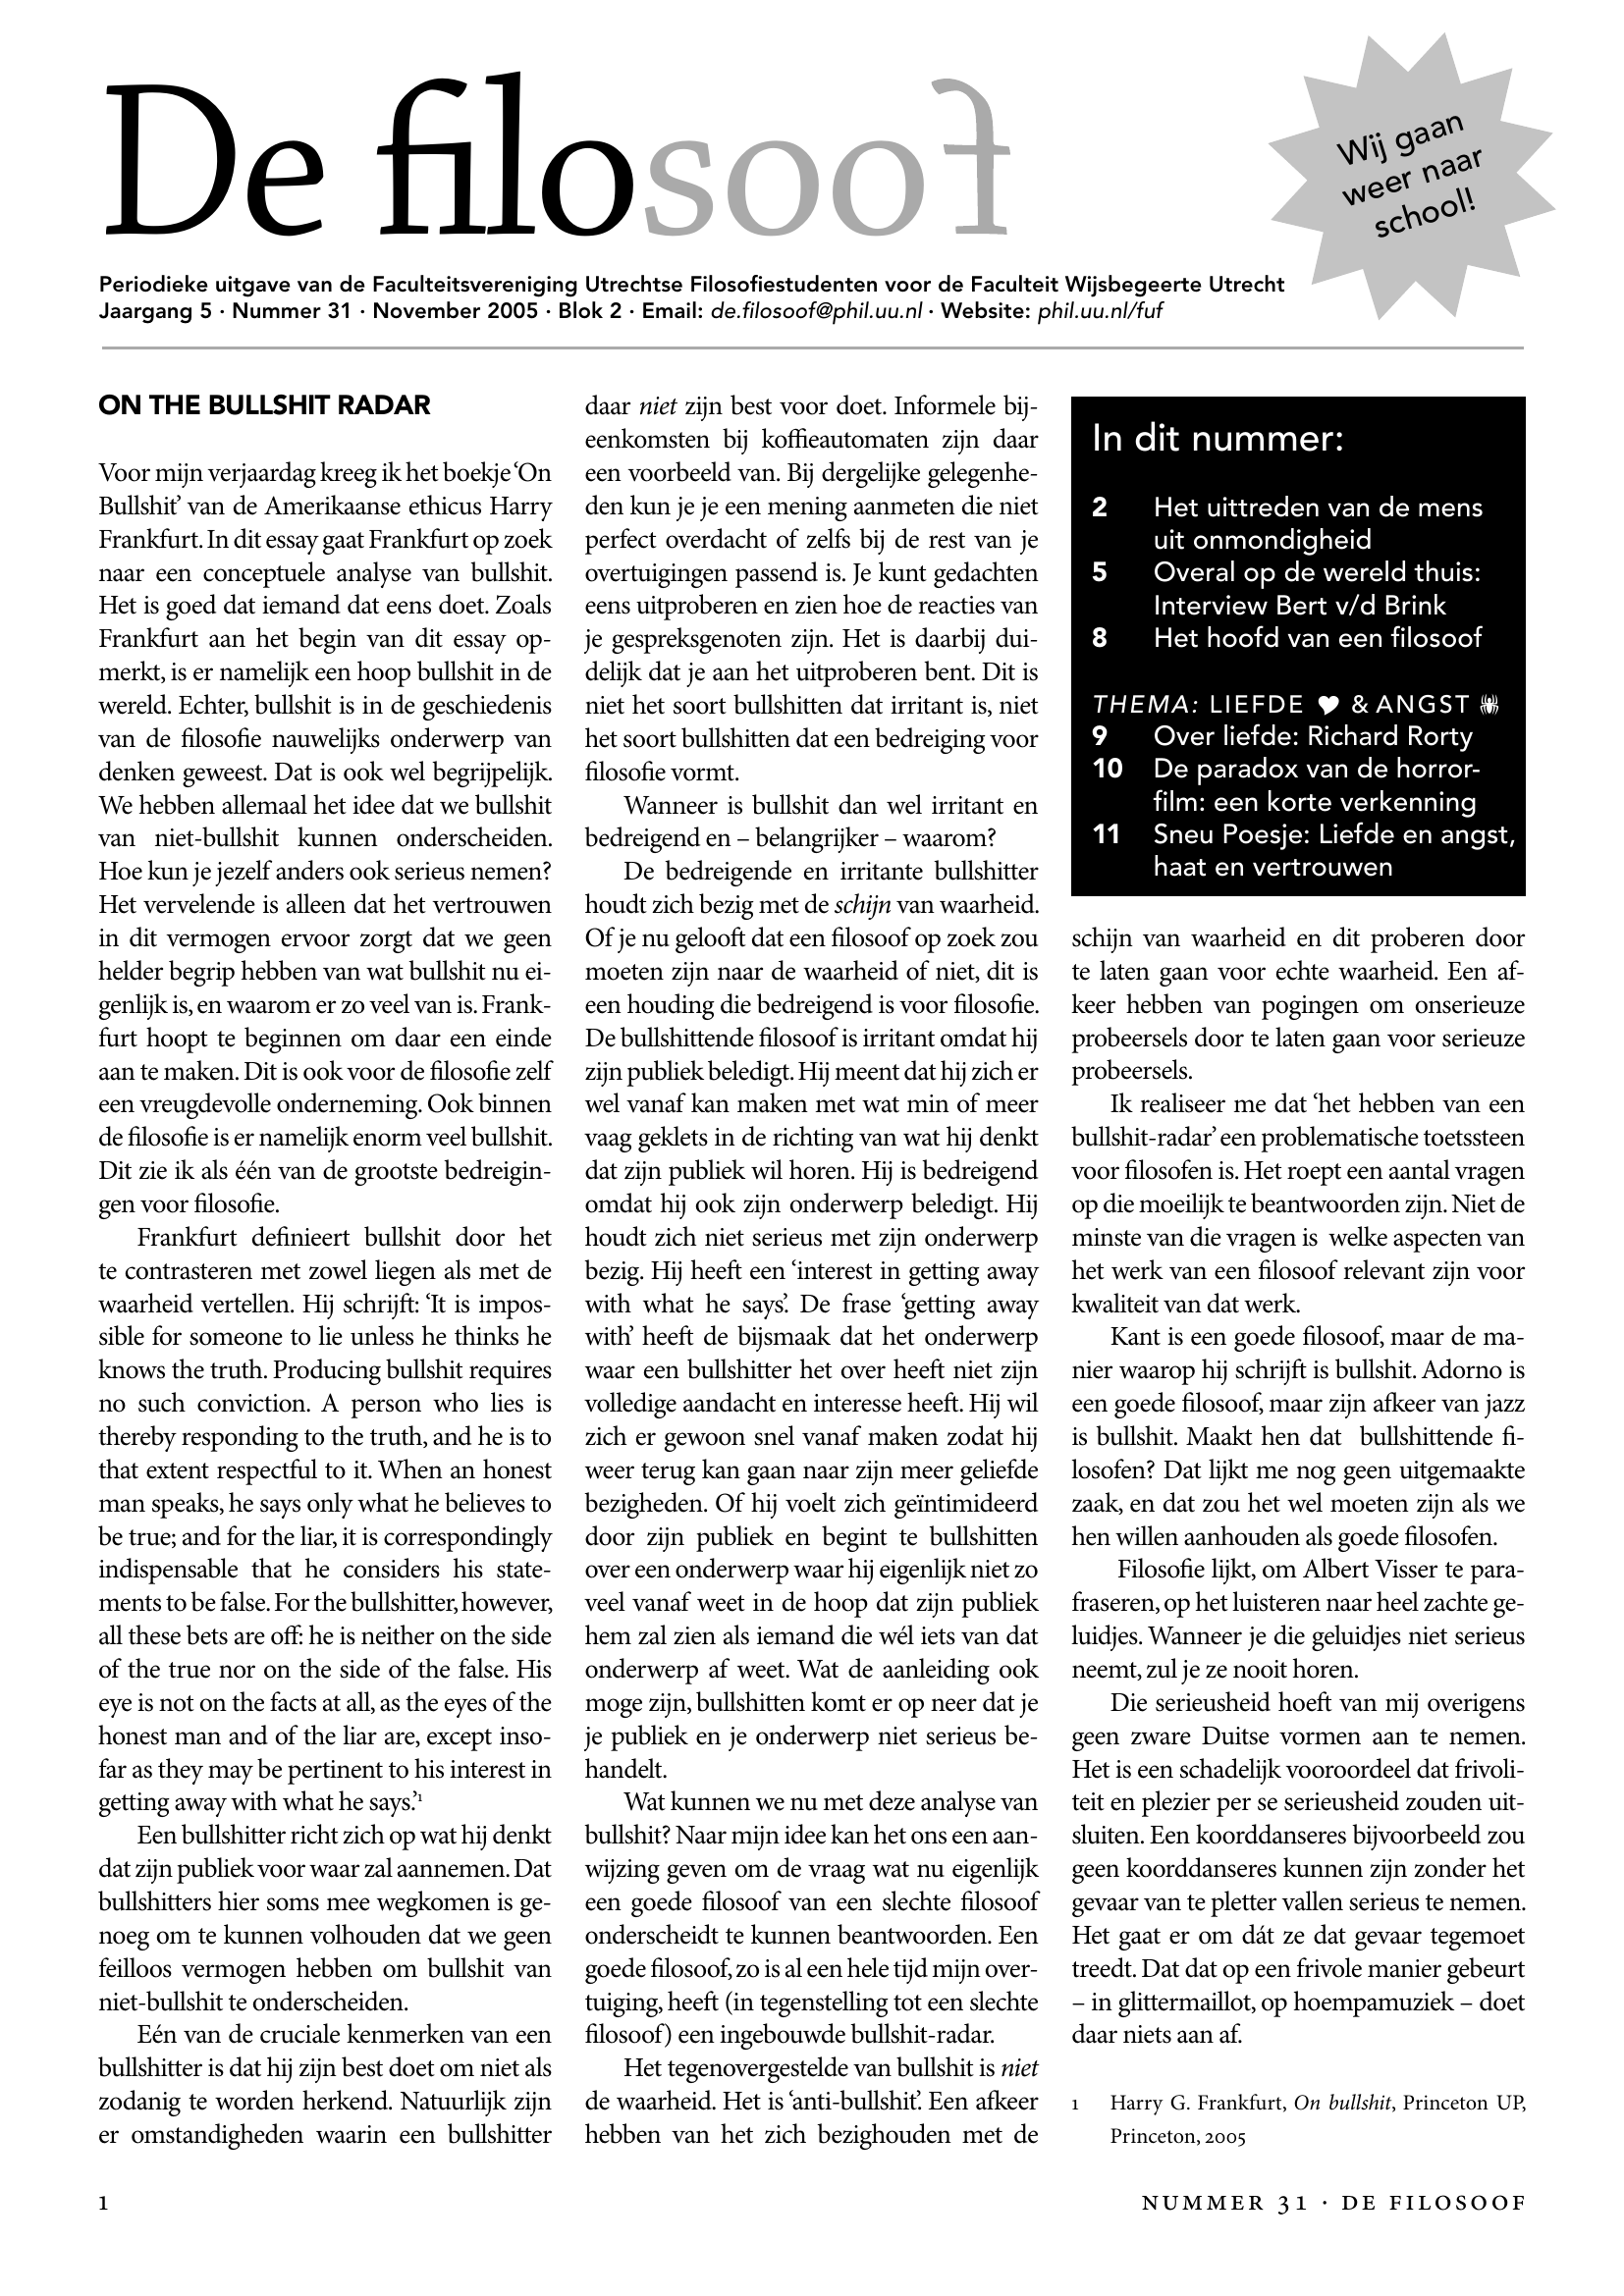 De filosoof
Wij gaan
weer naar
school!
Periodieke uitgave van de Faculteitsvereniging Utrechtse Filosofiestudenten voor de Faculteit Wijsbegeerte Utrecht
Jaargang 5 · Nummer 31 · November 2005 · Blok 2 · Email: de.filosoof@phil.uu.nl · Website: phil.uu.nl/fuf
ON THE BULLSHIT RADAR
Voor mijn verjaardag kreeg ik het boekje ‘On
Bullshit’ van de Amerikaanse ethicus Harry
Frankfurt. In dit essay gaat Frankfurt op zoek
naar een conceptuele analyse van bullshit.
Het is goed dat iemand dat eens doet. Zoals
Frankfurt aan het begin van dit essay op-
merkt, is er namelijk een hoop bullshit in de
wereld. Echter, bullshit is in de geschiedenis
van de filosofie nauwelijks onderwerp van
denken geweest. Dat is ook wel begrijpelijk.
We hebben allemaal het idee dat we bullshit
van niet-bullshit kunnen onderscheiden.
Hoe kun je jezelf anders ook serieus nemen?
Het vervelende is alleen dat het vertrouwen
in dit vermogen ervoor zorgt dat we geen
helder begrip hebben van wat bullshit nu ei-
genlijk is, en waarom er zo veel van is. Frank-
furt hoopt te beginnen om daar een einde
aan te maken. Dit is ook voor de filosofie zelf
een vreugdevolle onderneming. Ook binnen
de filosofie is er namelijk enorm veel bullshit.
Dit zie ik als één van de grootste bedreigin-
gen voor filosofie.
Frankfurt definieert bullshit door het
te contrasteren met zowel liegen als met de
waarheid vertellen. Hij schrijft: ‘It is impos-
sible for someone to lie unless he thinks he
knows the truth. Producing bullshit requires
no such conviction. A person who lies is
thereby responding to the truth, and he is to
that extent respectful to it. When an honest
man speaks, he says only what he believes to
be true; and for the liar, it is correspondingly
indispensable that he considers his state-
ments to be false. For the bullshitter, however,
all these bets are off: he is neither on the side
of the true nor on the side of the false. His
eye is not on the facts at all, as the eyes of the
honest man and of the liar are, except inso-
far as they may be pertinent to his interest in
getting away with what he says.’1
Een bullshitter richt zich op wat hij denkt
dat zijn publiek voor waar zal aannemen. Dat
bullshitters hier soms mee wegkomen is ge-
noeg om te kunnen volhouden dat we geen
feilloos vermogen hebben om bullshit van
niet-bullshit te onderscheiden.
Eén van de cruciale kenmerken van een
bullshitter is dat hij zijn best doet om niet als
zodanig te worden herkend. Natuurlijk zijn
er omstandigheden waarin een bullshitter
daar niet zijn best voor doet. Informele bij-
eenkomsten bij koffieautomaten zijn daar
een voorbeeld van. Bij dergelijke gelegenhe-
den kun je je een mening aanmeten die niet
perfect overdacht of zelfs bij de rest van je
overtuigingen passend is. Je kunt gedachten
eens uitproberen en zien hoe de reacties van
je gespreksgenoten zijn. Het is daarbij dui-
delijk dat je aan het uitproberen bent. Dit is
niet het soort bullshitten dat irritant is, niet
het soort bullshitten dat een bedreiging voor
filosofie vormt.
Wanneer is bullshit dan wel irritant en
bedreigend en – belangrijker – waarom?
De bedreigende en irritante bullshitter
houdt zich bezig met de schijn van waarheid.
Of je nu gelooft dat een filosoof op zoek zou
moeten zijn naar de waarheid of niet, dit is
een houding die bedreigend is voor filosofie.
De bullshittende filosoof is irritant omdat hij
zijn publiek beledigt. Hij meent dat hij zich er
wel vanaf kan maken met wat min of meer
vaag geklets in de richting van wat hij denkt
dat zijn publiek wil horen. Hij is bedreigend
omdat hij ook zijn onderwerp beledigt. Hij
houdt zich niet serieus met zijn onderwerp
bezig. Hij heeft een ‘interest in getting away
with what he says’. De frase ‘getting away
with’ heeft de bijsmaak dat het onderwerp
waar een bullshitter het over heeft niet zijn
volledige aandacht en interesse heeft. Hij wil
zich er gewoon snel vanaf maken zodat hij
weer terug kan gaan naar zijn meer geliefde
bezigheden. Of hij voelt zich geïntimideerd
door zijn publiek en begint te bullshitten
over een onderwerp waar hij eigenlijk niet zo
veel vanaf weet in de hoop dat zijn publiek
hem zal zien als iemand die wél iets van dat
onderwerp af weet. Wat de aanleiding ook
moge zijn, bullshitten komt er op neer dat je
je publiek en je onderwerp niet serieus be-
handelt.
Wat kunnen we nu met deze analyse van
bullshit? Naar mijn idee kan het ons een aan-
wijzing geven om de vraag wat nu eigenlijk
een goede filosoof van een slechte filosoof
onderscheidt te kunnen beantwoorden. Een
goede filosoof, zo is al een hele tijd mijn over-
tuiging, heeft (in tegenstelling tot een slechte
filosoof) een ingebouwde bullshit-radar.
Het tegenovergestelde van bullshit is niet
de waarheid. Het is ‘anti-bullshit’. Een afkeer
hebben van het zich bezighouden met de
In dit nummer:
2 Het uittreden van de mens
uit onmondigheid
5 Overal op de wereld thuis:
Interview Bert v/d Brink
8 Het hoofd van een filosoof
THEMA: LIEFDE & ANGST
9 Over liefde: Richard Rorty
10 De paradox van de horror-
film: een korte verkenning
11 Sneu Poesje: Liefde en angst,
haat en vertrouwen
schijn van waarheid en dit proberen door
te laten gaan voor echte waarheid. Een af-
keer hebben van pogingen om onserieuze
probeersels door te laten gaan voor serieuze
probeersels.
Ik realiseer me dat ‘het hebben van een
bullshit-radar’ een problematische toetssteen
voor filosofen is. Het roept een aantal vragen
op die moeilijk te beantwoorden zijn. Niet de
minste van die vragen is welke aspecten van
het werk van een filosoof relevant zijn voor
kwaliteit van dat werk.
Kant is een goede filosoof, maar de ma-
nier waarop hij schrijft is bullshit. Adorno is
een goede filosoof, maar zijn afkeer van jazz
is bullshit. Maakt hen dat bullshittende fi-
losofen? Dat lijkt me nog geen uitgemaakte
zaak, en dat zou het wel moeten zijn als we
hen willen aanhouden als goede filosofen.
Filosofie lijkt, om Albert Visser te para-
fraseren, op het luisteren naar heel zachte ge-
luidjes. Wanneer je die geluidjes niet serieus
neemt, zul je ze nooit horen.
Die serieusheid hoeft van mij overigens
geen zware Duitse vormen aan te nemen.
Het is een schadelijk vooroordeel dat frivoli-
teit en plezier per se serieusheid zouden uit-
sluiten. Een koorddanseres bijvoorbeeld zou
geen koorddanseres kunnen zijn zonder het
gevaar van te pletter vallen serieus te nemen.
Het gaat er om dát ze dat gevaar tegemoet
treedt. Dat dat op een frivole manier gebeurt
– in glittermaillot, op hoempamuziek – doet
daar niets aan af.
1 Harry G. Frankfurt, On bullshit, Princeton UP,
Princeton, 2005
1
NUMMER 31 · DE FILOSOOF